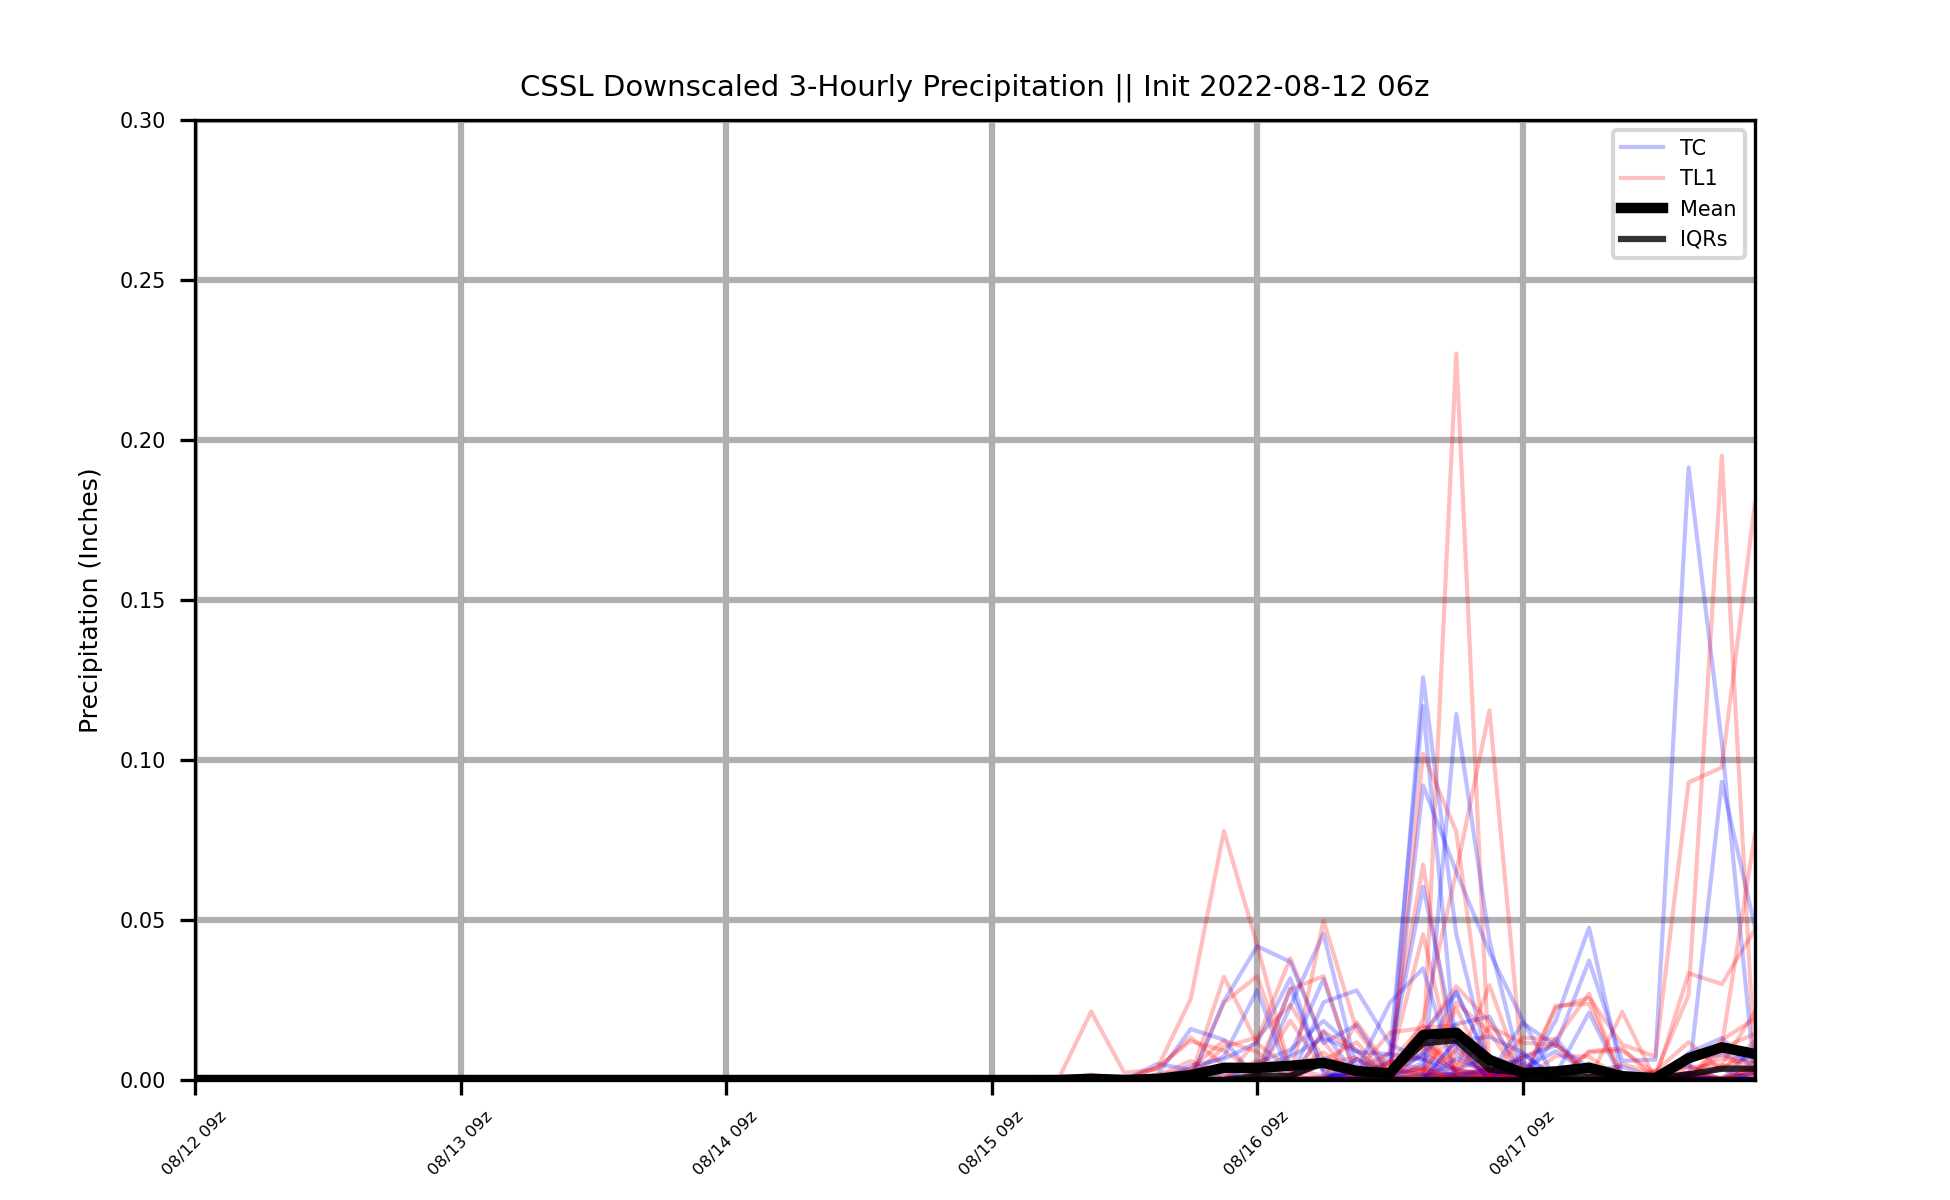 CSSL Downscaled 3-Hourly Precipitation || Init 2022-08-12 06z
0.30
0.25
0.20
0.15
0.10
0.05
0.00
Precipitation (Inches)
TC
TL1
Mean
IQRs
08/12 09z
08/13 09z
08/14 09z
08/15 09z
08/16 09z
08/17 09z